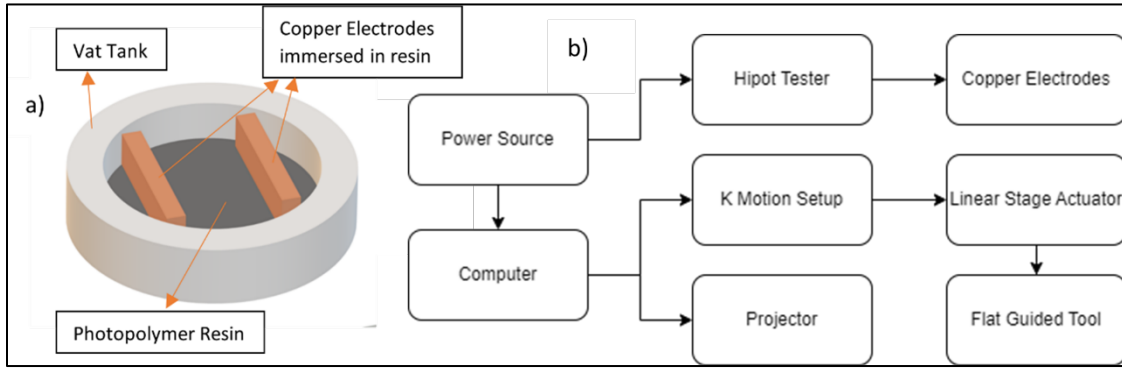 Vat Tank
Copper Electrodes
immersed in resin
a)
Photopolymer Resin
b)
Power Source
Hipot Tester
Copper Electrodes
K Motion Setup
Linear Stage Actuator
Computer
Projector
Flat Guided Tool